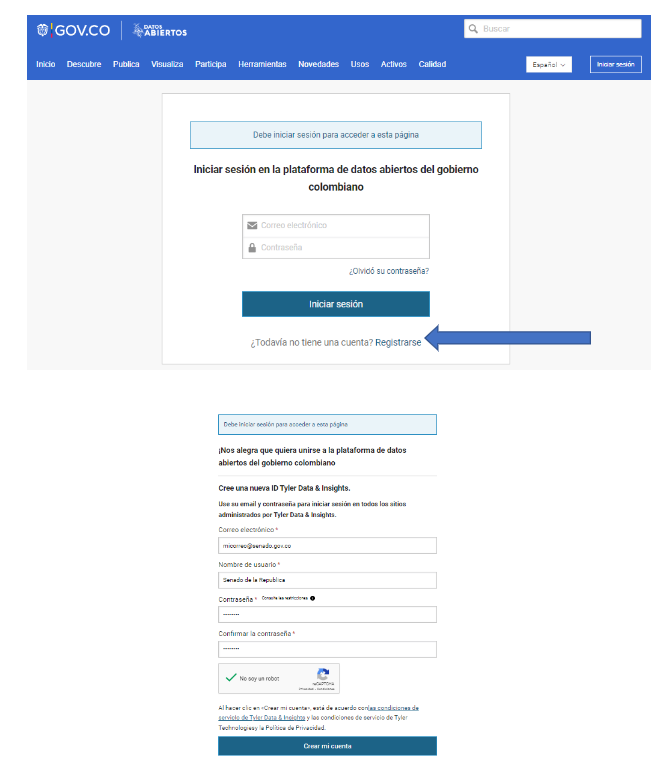 GOV.CO
DATOS
ABIERTOS
Buscar
Inicio Descubre Publica Visualiza Participa Herramientas Novedades Usos Activos Calidad Español Iniciar sesión
Debe iniciar sesión para acceder a esta página
Iniciar sesión en la plataforma de datos abiertos del gobierno
colombiano
Correo electrónico
Contraseña
¿Olvidó su contraseña?
Iniciar sesión
¿Todavía no tiene una cuenta? Registrarse
Debe iniciar sesión para acceder a esta página
¡Nos alegra que quiera unirse a la plataforma de datos
abiertos del gobierno colombiano
Cree una nueva ID Tyler Data & Insights.
Use su email y contraseña para iniciar sesión en todos los sitios
administrados por Tyler Data & Insights.
Correo electrónico *
micorreo@senado.gov.co
Nombre de usuario *
Senado de la Republica
Contraseña * Consulte las restricciones
Confirmar la contraseña *
No soy un robot
reCAPTCHA
Al hacer clic en «Crear mi cuenta», está de acuerdo con las condiciones de
servicio de Tyler Data & Insights y las condiciones de servicio de Tyler
Technologies y la Política de Privacidad.
Crear mi cuenta